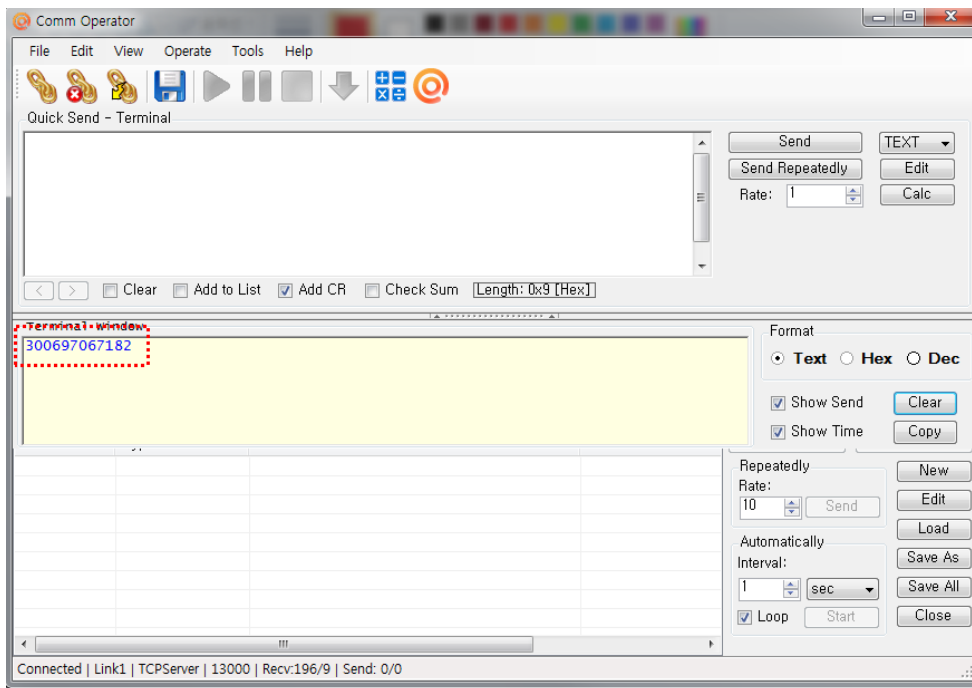 Comm Operator
File Edit View Operate Tools Help
Quick Send - Terminal
Send TEXT
Send Repeatedly Edit
Rate: 1 Calc
< > Clear Add to List Add CR Check Sum Length: 0x9 [Hex]
Terminal Window
300697067182
Format
Text Hex Dec
Show Send Clear
Show Time Copy
Repeatedly New
Rate: Edit
10 Send
Load
Automatically
Save As
Interval:
1 sec Save All
Loop Start Close
Connected | Link1 | TCPServer | 13000 | Recv:196/9 | Send: 0/0